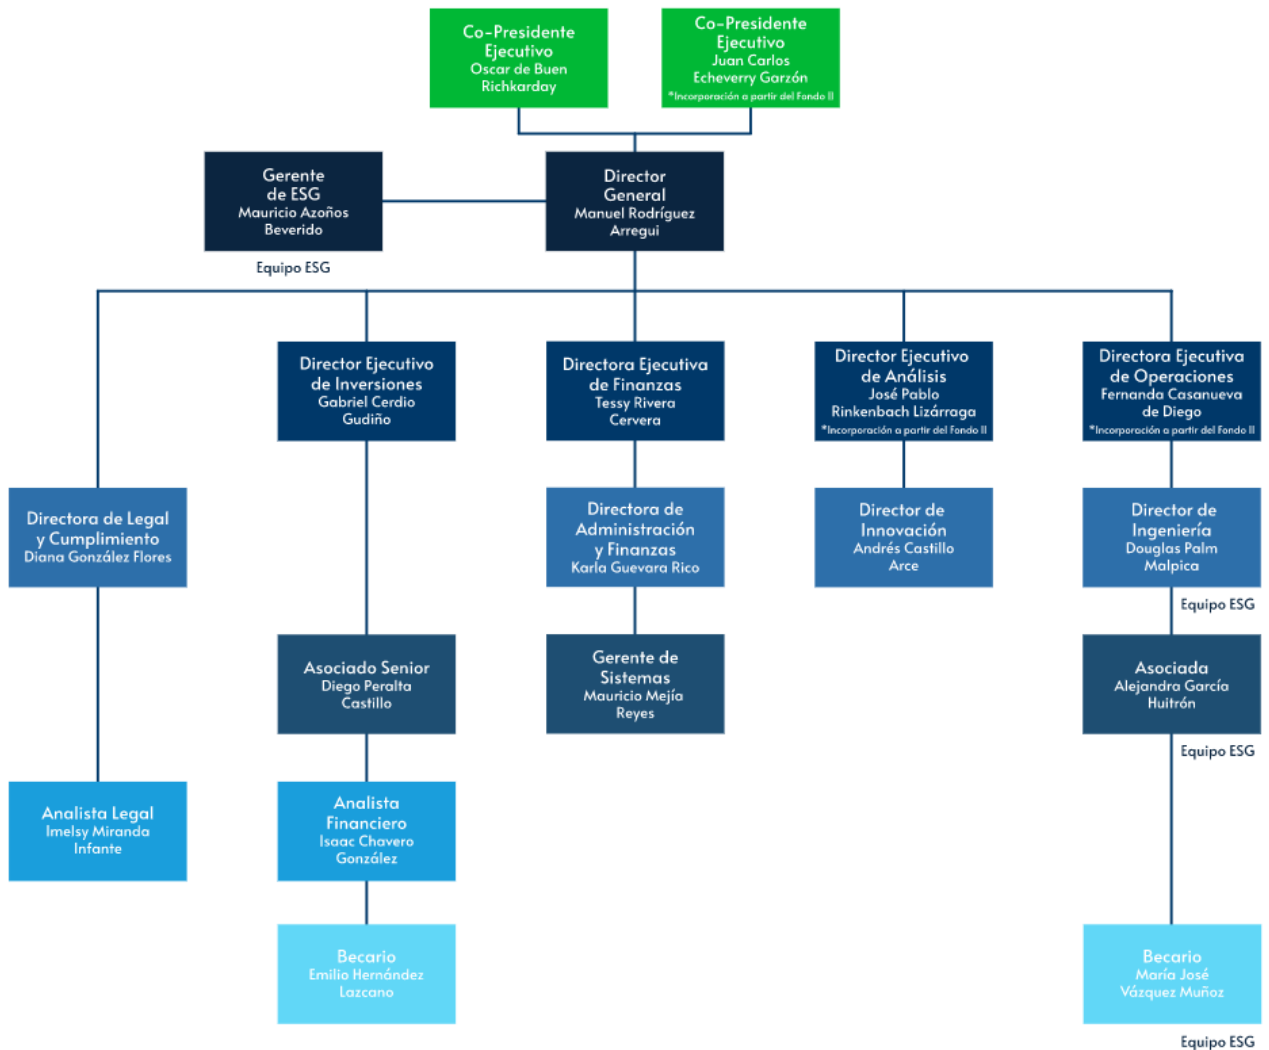 Co-Presidente
Ejecutivo
Oscar de Buen
Richkarday
Co-Presidente
Ejecutivo
Juan Carlos
Echeverry Garzón
*Incorporación a partir del Fondo II
Gerente
de ESG
Mauricio Azoños
Beverido
Equipo ESG
Director
General
Manuel Rodríguez
Arregui
Director Ejecutivo
de Inversiones
Gabriel Cerdio
Gudiño
Directora Ejecutiva
de Finanzas
Tessy Rivera
Cervera
Director Ejecutivo
de Análisis
José Pablo
Rinkenbach Lizárraga
*Incorporación a partir del Fondo II
Directora Ejecutiva
de Operaciones
Fernanda Casanueva
de Diego
*Incorporación a partir del Fondo II
Directora de Legal
y Cumplimiento
Diana González Flores
Directora de
Administración
y Finanzas
Karla Guevara Rico
Director de
Innovación
Andrés Castillo
Arce
Director de
Ingeniería
Douglas Palm
Malpica
Equipo ESG
Asociado Senior
Diego Peralta
Castillo
Gerente de
Sistemas
Mauricio Mejía
Reyes
Asociada
Alejandra García
Huitrón
Equipo ESG
Analista Legal
Imelsy Miranda
Infante
Analista
Financiero
Isaac Chavero
González
Becario
Emilio Hernández
Lazcano
Becario
María José
Vázquez Muñoz
Equipo ESG